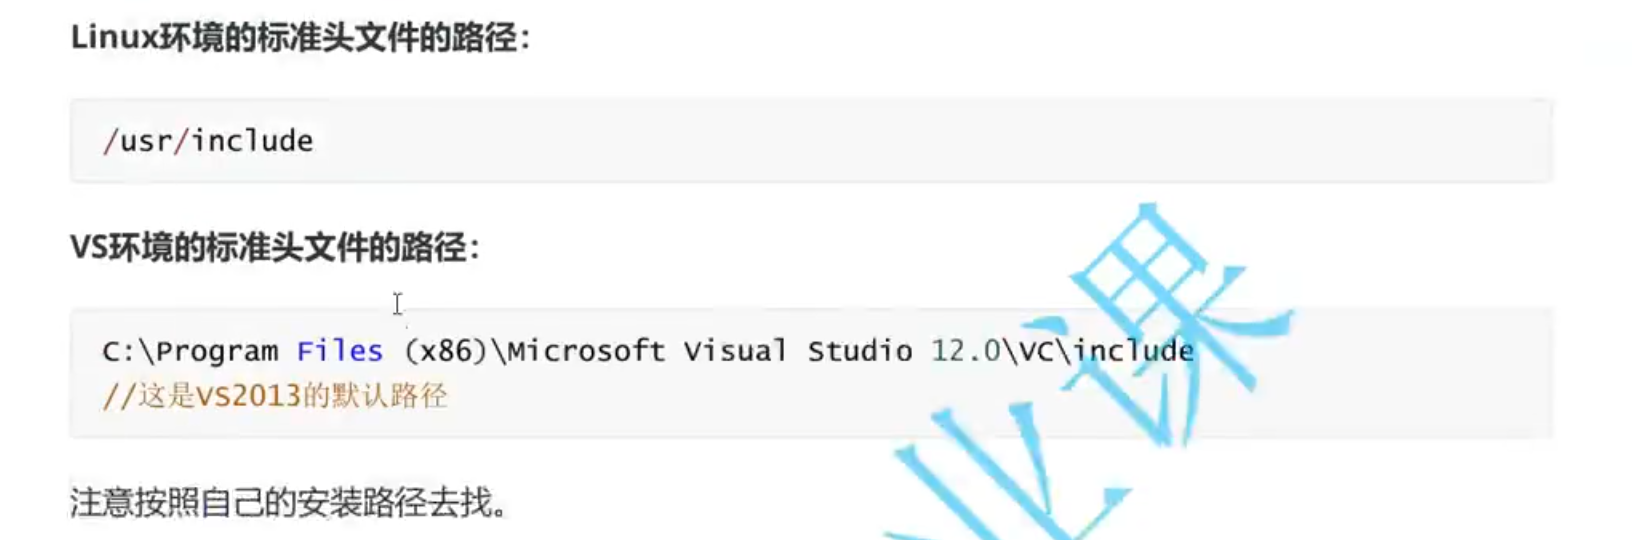 Linux环境的标准头文件的路径：
/usr/include
VS环境的标准头文件的路径：
C:\Program Files (x86)\Microsoft Visual Studio 12.0\VC\include
//这是VS2013的默认路径
注意按照自己的安装路径去找。
课